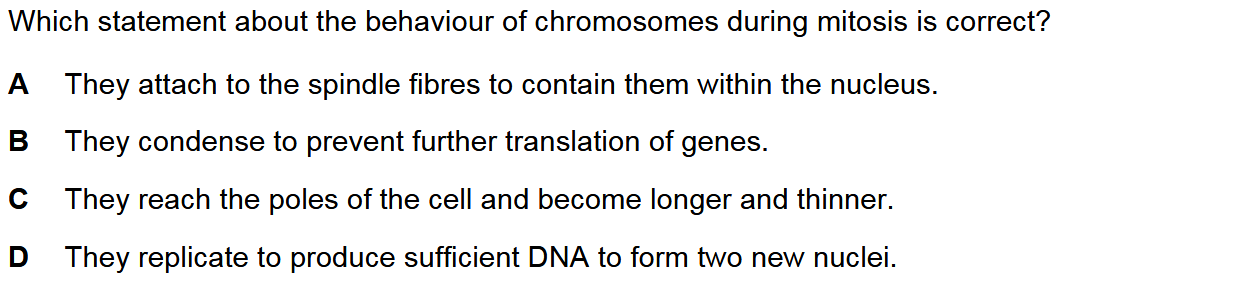 Which statement about the behaviour of chromosomes during mitosis is correct?
A They attach to the spindle fibres to contain them within the nucleus.
B They condense to prevent further translation of genes.
C They reach the poles of the cell and become longer and thinner.
D They replicate to produce sufficient DNA to form two new nuclei.